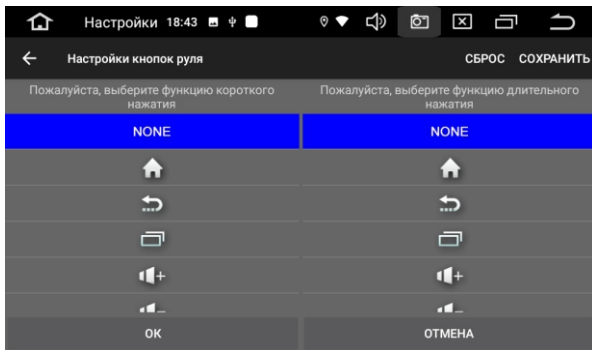 Настройки 18:43
Настройки кнопок руля
СБРОС СОХРАНИТЬ
Пожалуйста, выберите функцию короткого
нажатия
Пожалуйста, выберите функцию длительного
нажатия
NONE
NONE
ОК
ОТМЕНА